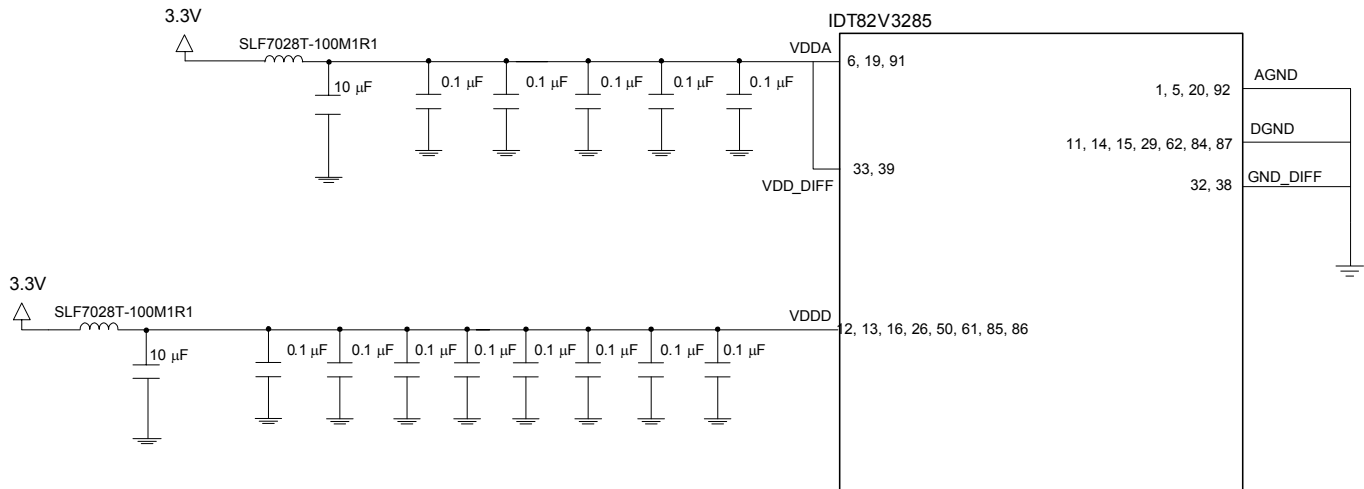 3.3V
IDT82V3285
SLF7028T-100M1R1
VDDA
6, 19, 91
10 µF
0.1 µF
0.1 µF
0.1 µF
0.1 µF
0.1 µF
AGND
1, 5, 20, 92
DGND
11, 14, 15, 29, 62, 84, 87
33, 39
VDD_DIFF
GND_DIFF
32, 38
3.3V
SLF7028T-100M1R1
VDDD
12, 13, 16, 26, 50, 61, 85, 86
10 µF
0.1 µF
0.1 µF
0.1 µF
0.1 µF
0.1 µF
0.1 µF
0.1 µF
0.1 µF